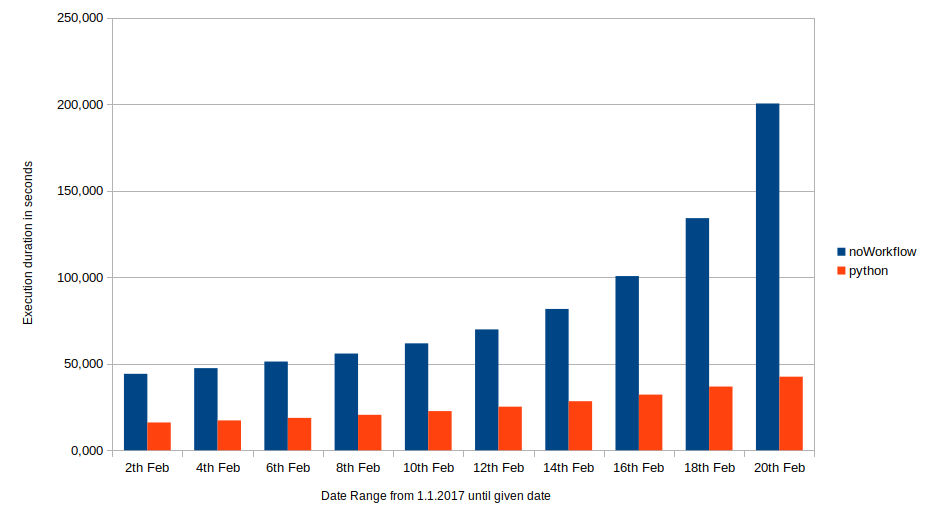 250,000
200,000
150,000
100,000
50,000
0,000
Execution duration in seconds
2th Feb 4th Feb 6th Feb 8th Feb 10th Feb 12th Feb 14th Feb 16th Feb 18th Feb 20th Feb
Date Range from 1.1.2017 until given date
noWorkflow
python